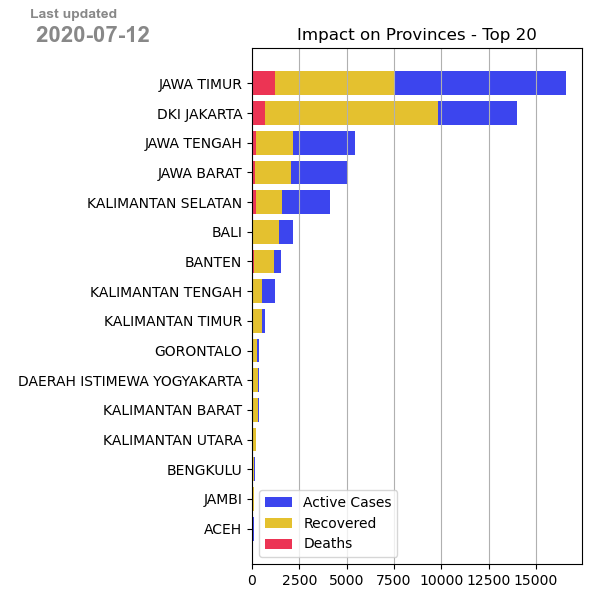 Last updated
2020-07-12
Impact on Provinces - Top 20
JAWA TIMUR
DKI JAKARTA
JAWA TENGAH
JAWA BARAT
KALIMANTAN SELATAN
BALI
BANTEN
KALIMANTAN TENGAH
KALIMANTAN TIMUR
GORONTALO
DAERAH ISTIMEWA YOGYAKARTA
KALIMANTAN BARAT
KALIMANTAN UTARA
BENGKULU
JAMBI
ACEH
Active Cases
Recovered
Deaths
0 2500 5000 7500 10000 12500 15000